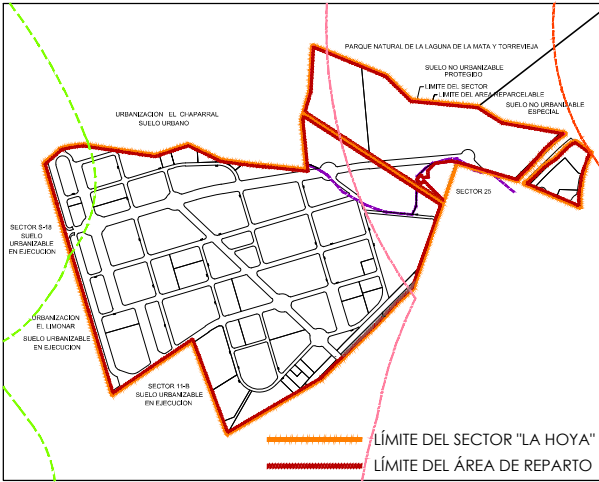 PARQUE NATURAL DE LA LAGUNA DE LA MATA Y TORREVIEJA
SUELO NO URBANIZABLE
PROTEGIDO
LIMITE DEL SECTOR
LIMITE DEL AREA REPARCELABLE
SUELO NO URBANIZABLE
ESPECIAL
URBANIZACION EL CHAPARRAL
SUELO URBANO
SECTOR 25
SECTOR S-18
SUELO
URBANIZABLE
EN EJECUCION
URBANIZACION
EL LIMONAR
SUELO URBANIZABLE
EN EJECUCION
SECTOR 11-B
SUELO URBANIZABLE
EN EJECUCIÓN
LÍMITE DEL SECTOR "LA HOYA"
LÍMITE DEL ÁREA DE REPARTO